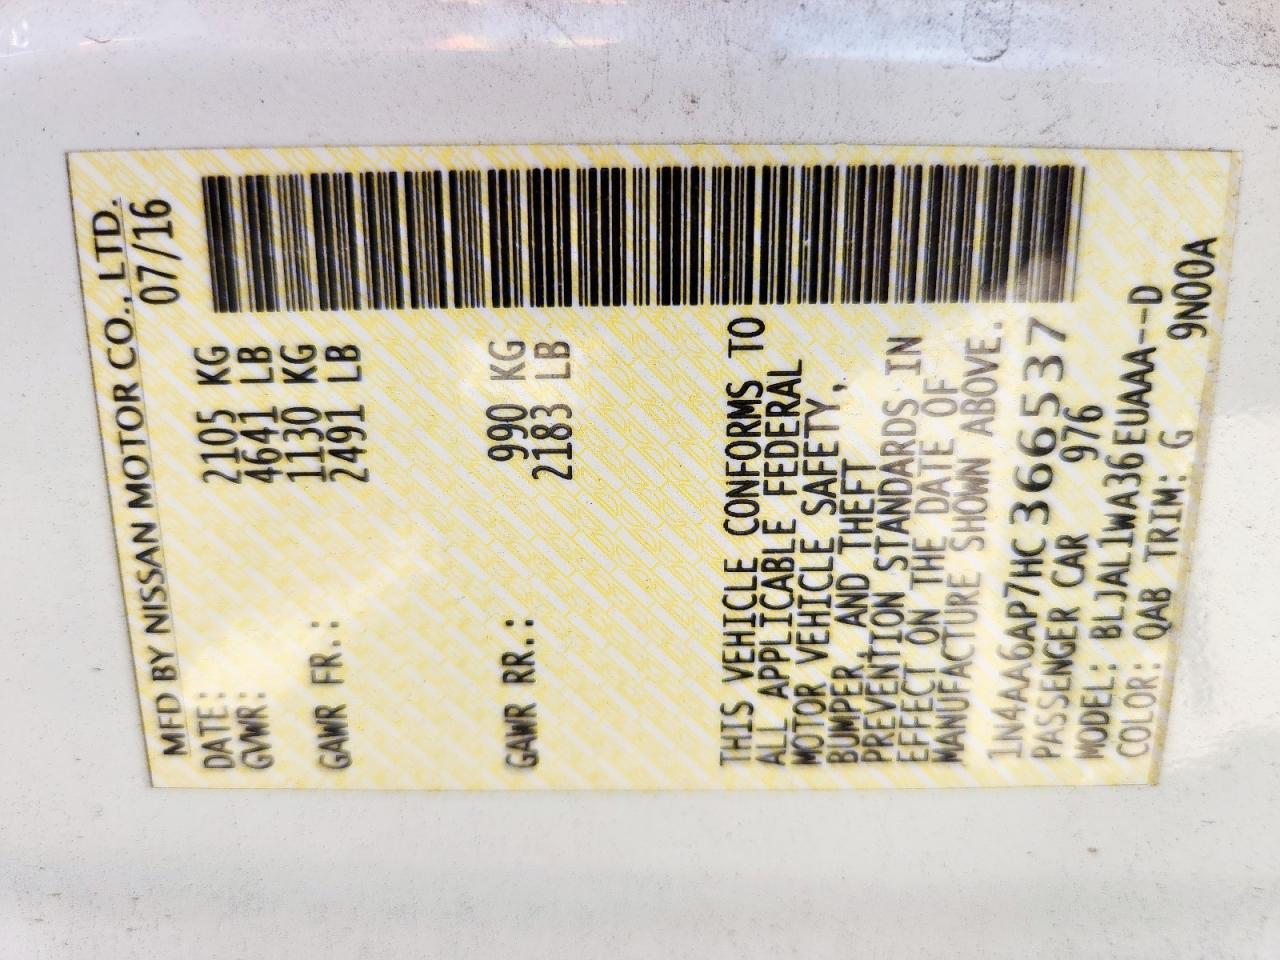 MFD BY NISSAN MOTOR CO., LTD.
DATE: 07/16
GVWR: 2105 KG
4641 LB
GAWR FR.: 1130 KG
2491 LB
GAWR RR.: 990 KG
2183 LB
THIS VEHICLE CONFORMS TO
ALL APPLICABLE FEDERAL
MOTOR VEHICLE SAFETY,
BUMPER AND THEFT
PREVENTION STANDARDS IN
EFFECT ON THE DATE OF
MANUFACTURE SHOWN ABOVE.
1N4AA6AP7HC366537
PASSENGER CAR 976
MODEL: BLJAL1WA36EUAAA--D
COLOR: QAB TRIM: G 9N00A